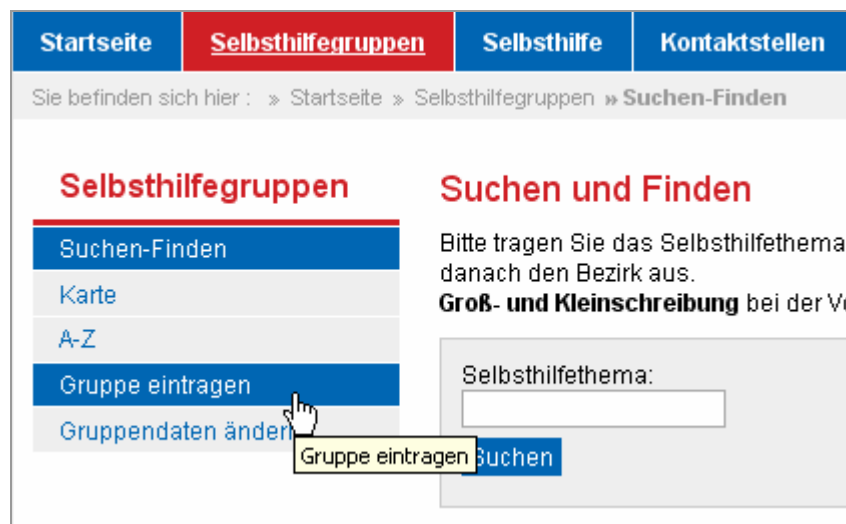 Startseite Selbsthilfegruppen Selbsthilfe Kontaktstellen
Sie befinden sich hier : » Startseite » Selbsthilfegruppen » Suchen-Finden
Selbsthilfegruppen
Suchen-Finden
Karte
A-Z
Gruppe eintragen
Gruppendaten ändern
Gruppe eintragen
Suchen und Finden
Bitte tragen Sie das Selbsthilfethema
danach den Bezirk aus.
Groß- und Kleinschreibung bei der
Selbsthilfethema:
Suchen